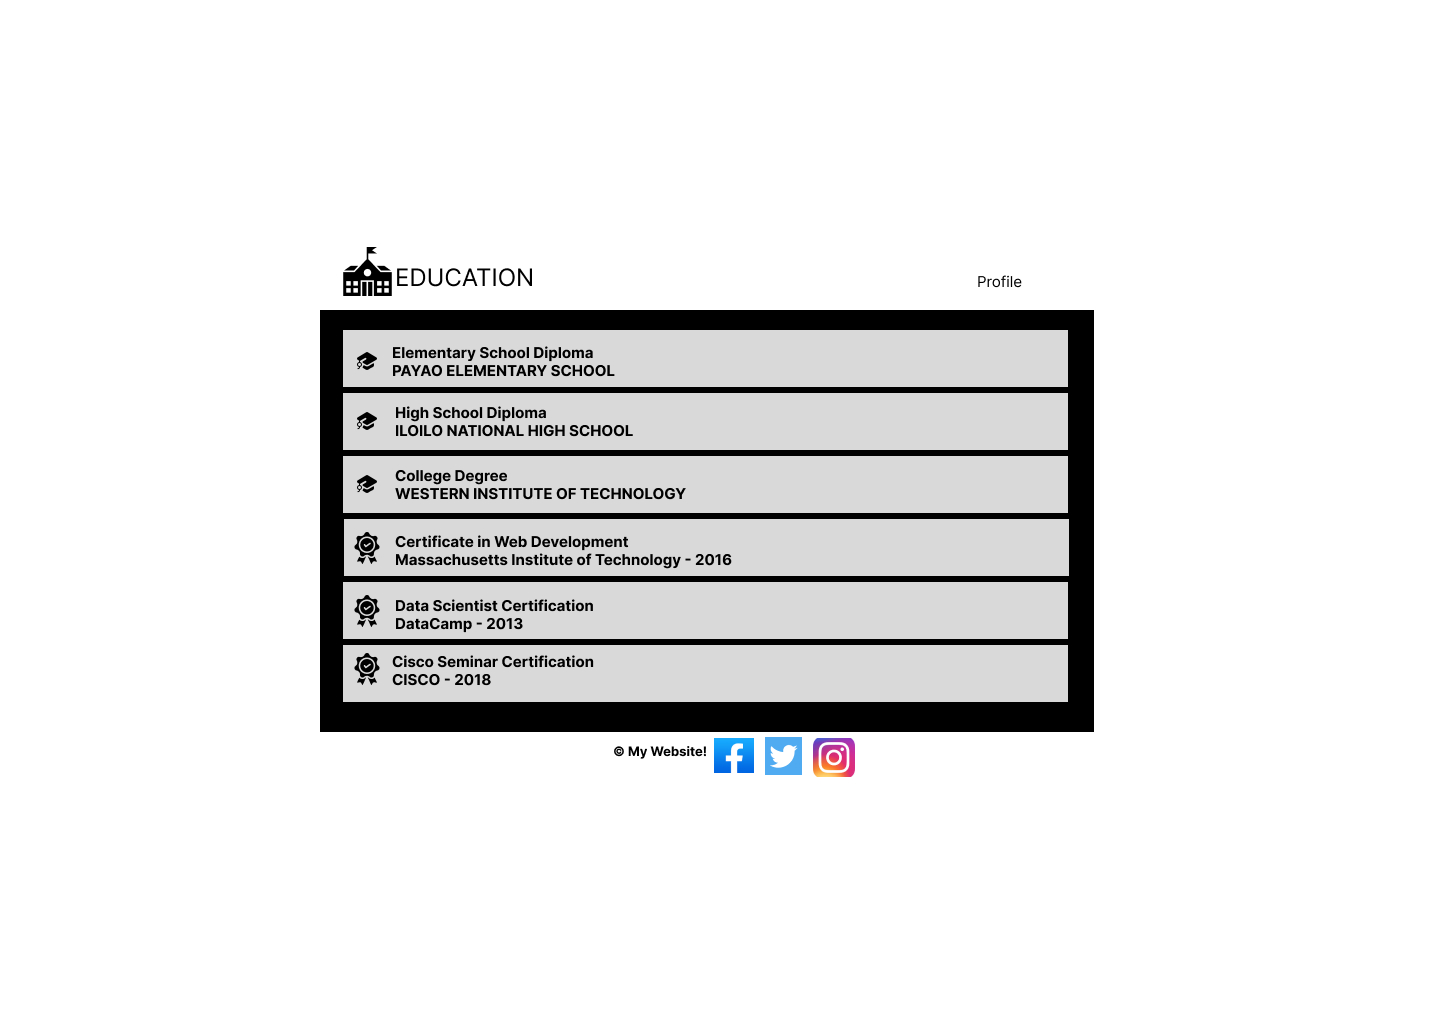 EDUCATION
Profile
Elementary School Diploma
PAYAO ELEMENTARY SCHOOL
High School Diploma
ILOILO NATIONAL HIGH SCHOOL
College Degree
WESTERN INSTITUTE OF TECHNOLOGY
Certificate in Web Development
Massachusetts Institute of Technology - 2016
Data Scientist Certification
DataCamp - 2013
Cisco Seminar Certification
CISCO - 2018
© My Website!